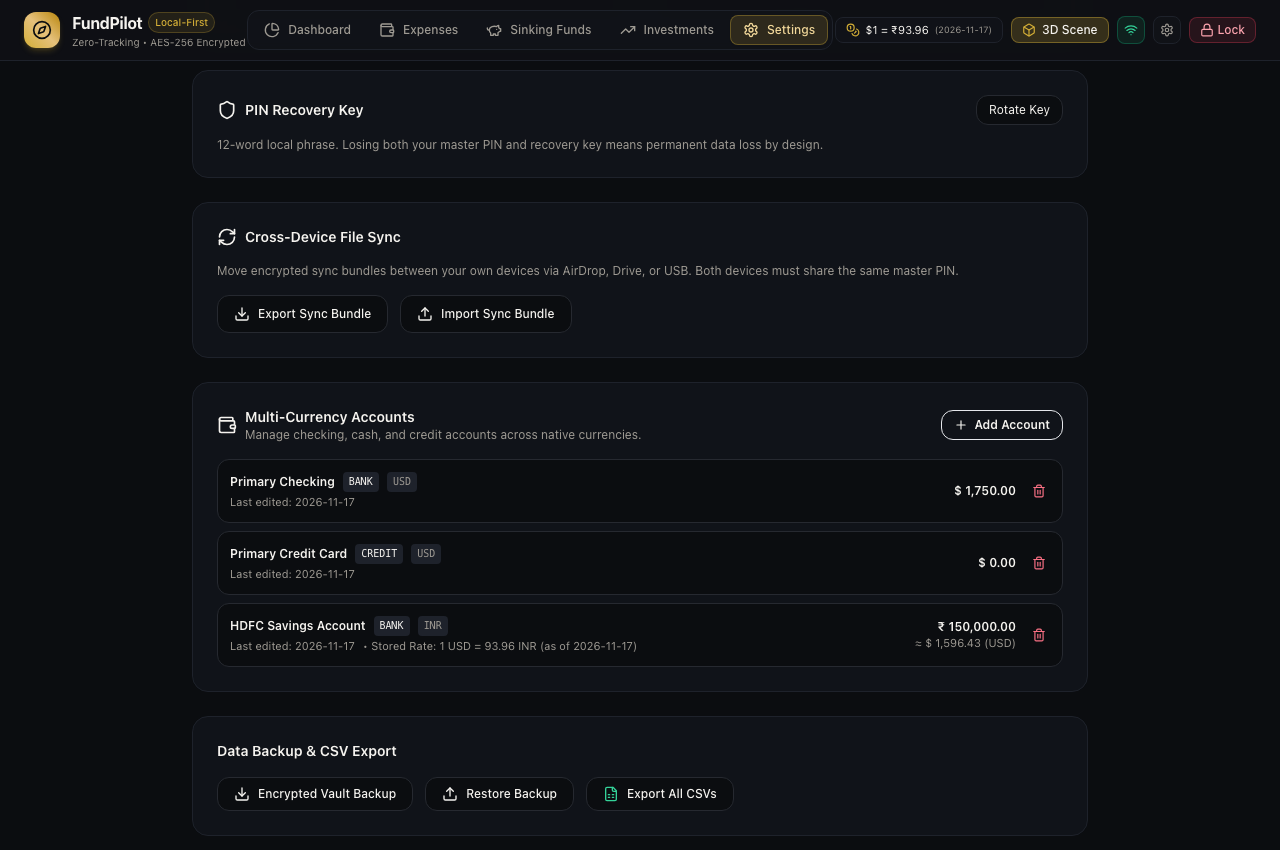 FundPilot Local-First
Zero-Tracking • AES-256 Encrypted
Dashboard Expenses Sinking Funds Investments Settings
$1 = ₹93.96 (2026-11-17) 3D Scene Lock
PIN Recovery Key Rotate Key
12-word local phrase. Losing both your master PIN and recovery key means permanent data loss by design.
Cross-Device File Sync
Move encrypted sync bundles between your own devices via AirDrop, Drive, or USB. Both devices must share the same master PIN.
Export Sync Bundle Import Sync Bundle
Multi-Currency Accounts
Manage checking, cash, and credit accounts across native currencies.
Add Account
Primary Checking BANK USD
Last edited: 2026-11-17
$ 1,750.00
Primary Credit Card CREDIT USD
Last edited: 2026-11-17
$ 0.00
HDFC Savings Account BANK INR
Last edited: 2026-11-17 • Stored Rate: 1 USD = 93.96 INR (as of 2026-11-17)
₹ 150,000.00
≈ $ 1,596.43 (USD)
Data Backup & CSV Export
Encrypted Vault Backup Restore Backup Export All CSVs